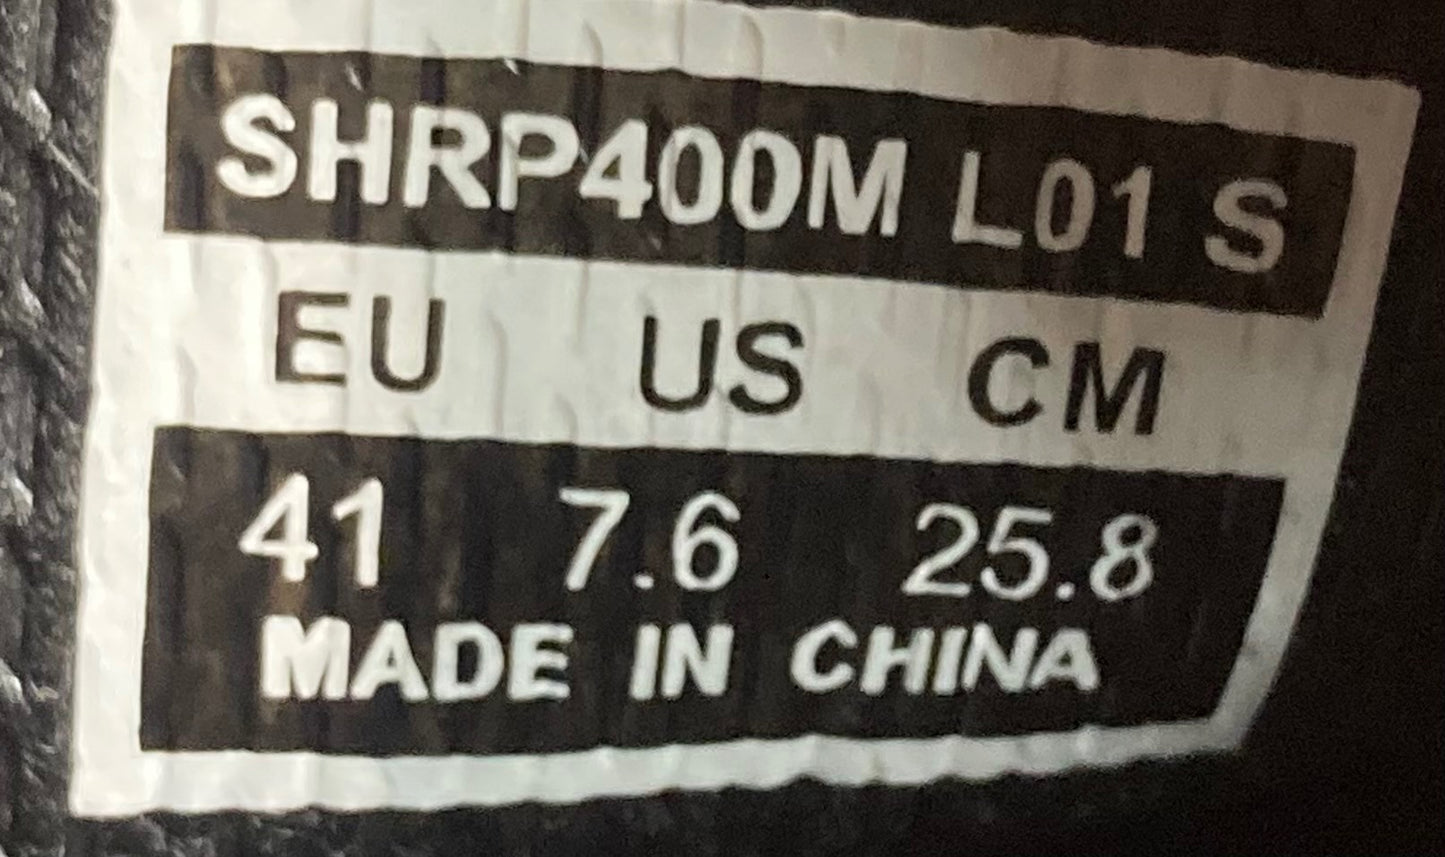 SHRP400M L01 S
EU US CM
41 7.6 25.8
MADE IN CHINA